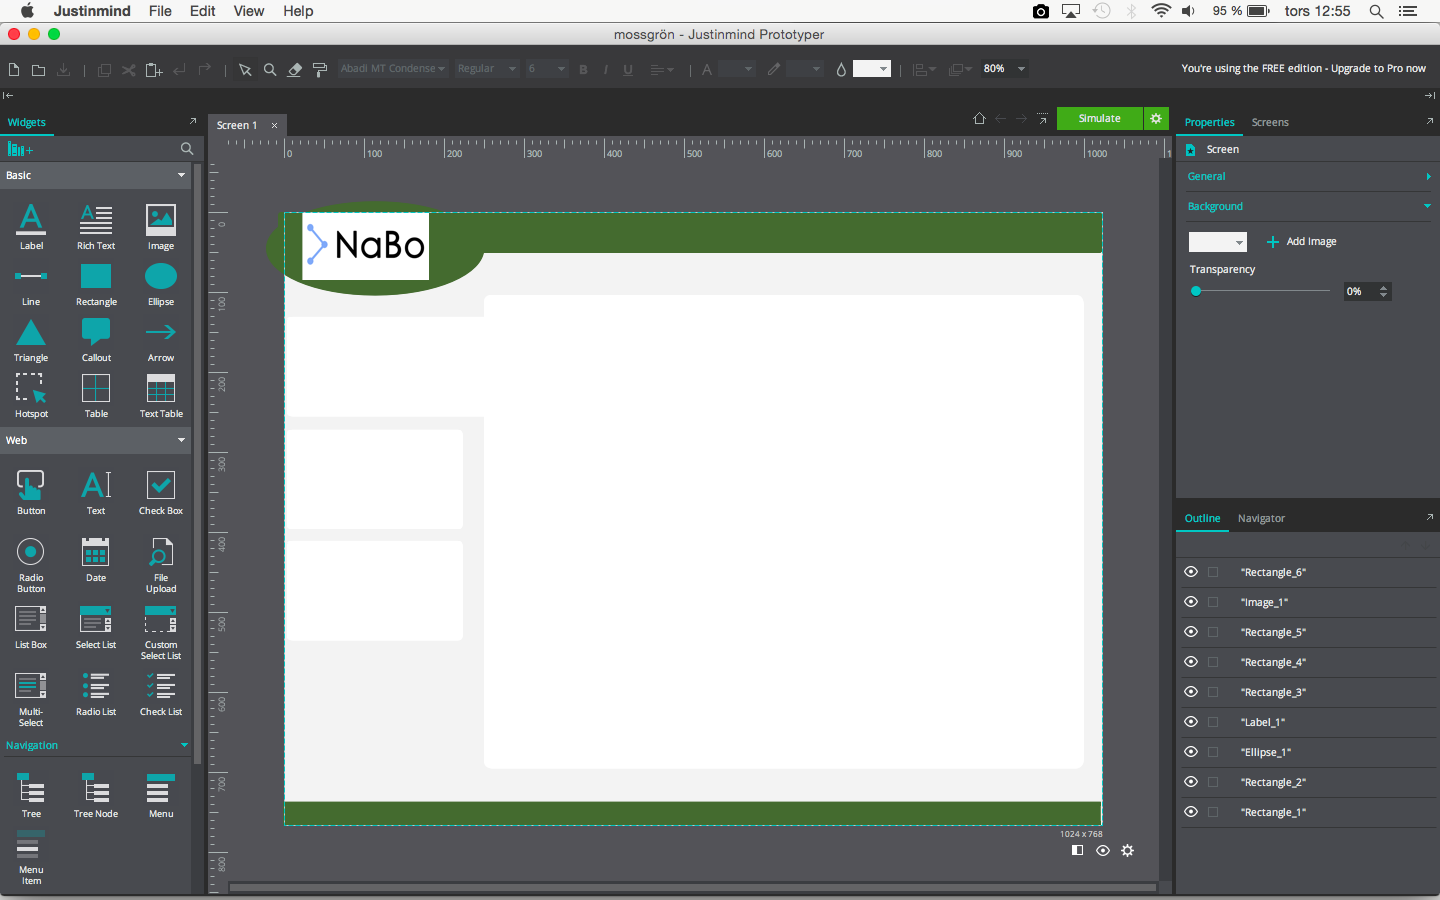 Justinmind File Edit View Help 95 % tors 12:55
mossgrön - Justinmind Prototyper
Abadi MT Condense Regular 6 B I U A 80% You're using the FREE edition - Upgrade to Pro now
Widgets
Screen 1
Simulate
Properties Screens
Screen
General
Background
Add Image
Transparency
0%
Basic
Label Rich Text Image
Line Rectangle Ellipse
Triangle Callout Arrow
Hotspot Table Text Table
Web
Button Text Check Box
Radio Button Date File Upload
List Box Select List Custom Select List
Multi-Select Radio List Check List
Navigation
Tree Tree Node Menu
Menu Item
0 100 200 300 400 500 600 700 800 900 1000 1
0
100
200
300
400
500
600
700
800
NaBo
1024 x 768
Outline Navigator
"Rectangle_6"
"Image_1"
"Rectangle_5"
"Rectangle_4"
"Rectangle_3"
"Label_1"
"Ellipse_1"
"Rectangle_2"
"Rectangle_1"